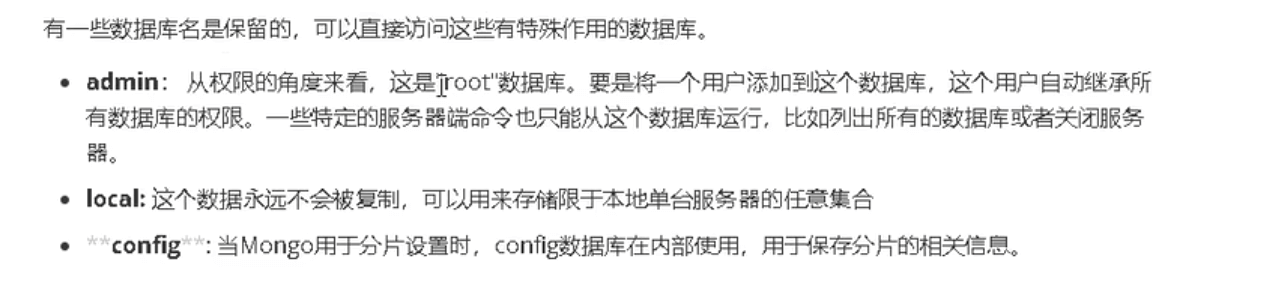 有一些数据库名是保留的，可以直接访问这些有特殊作用的数据库。
• admin： 从权限的角度来看，这是"root"数据库。要是将一个用户添加到这个数据库，这个用户自动继承所
有数据库的权限。一些特定的服务器端命令也只能从这个数据库运行，比如列出所有的数据库或者关闭服务
器。
• local: 这个数据永远不会被复制，可以用来存储限于本地单台服务器的任意集合
• **config**: 当Mongo用于分片设置时，config数据库在内部使用，用于保存分片的相关信息。